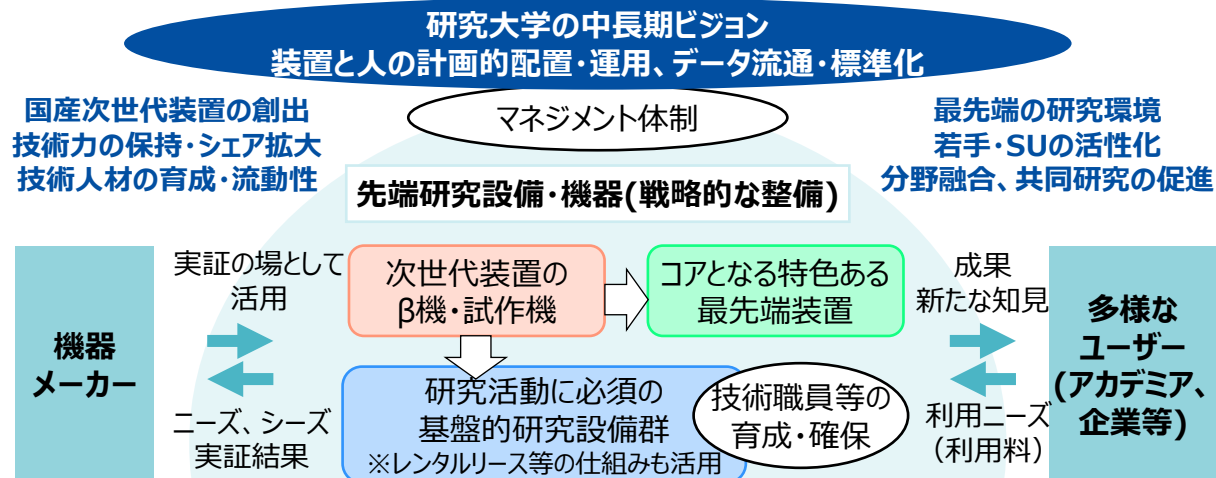 研究大学の中長期ビジョン
装置と人の計画的配置・運用、データ流通・標準化
マネジメント体制
国産次世代装置の創出
技術力の保持・シェア拡大
技術人材の育成・流動性
最先端の研究環境
若手・SUの活性化
分野融合、共同研究の促進
先端研究設備・機器(戦略的な整備)
機器
メーカー
実証の場として
活用
ニーズ、シーズ
実証結果
次世代装置の
β機・試作機
コアとなる特色ある
最先端装置
研究活動に必須の
基盤的研究設備群
※レンタルリース等の仕組みも活用
技術職員等の
育成・確保
成果
新たな知見
利用ニーズ
（利用料）
多様な
ユーザー
(アカデミア、
企業等)